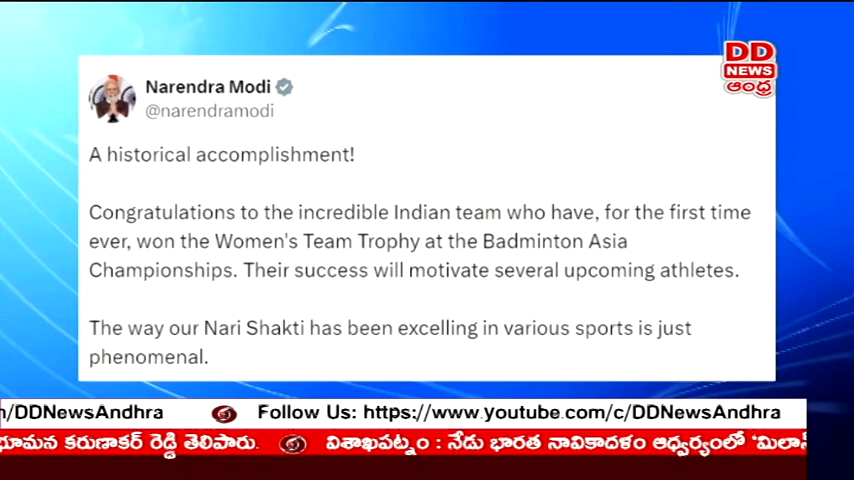 DD
NEWS
ఆంధ్ర
Narendra Modi
@narendramodi
A historical accomplishment!
Congratulations to the incredible Indian team who have, for the first time
ever, won the Women's Team Trophy at the Badminton Asia
Championships. Their success will motivate several upcoming athletes.
The way our Nari Shakti has been excelling in various sports is just
phenomenal.
/DDNewsAndhra Follow Us: https://www.youtube.com/c/DDNewsAndhra
భూమన కరుణాకర్ రెడ్డి తెలిపారు. విశాఖపట్నం : నేడు భారత నావికాదళం ఆధ్వర్యంలో 'మిలాన్